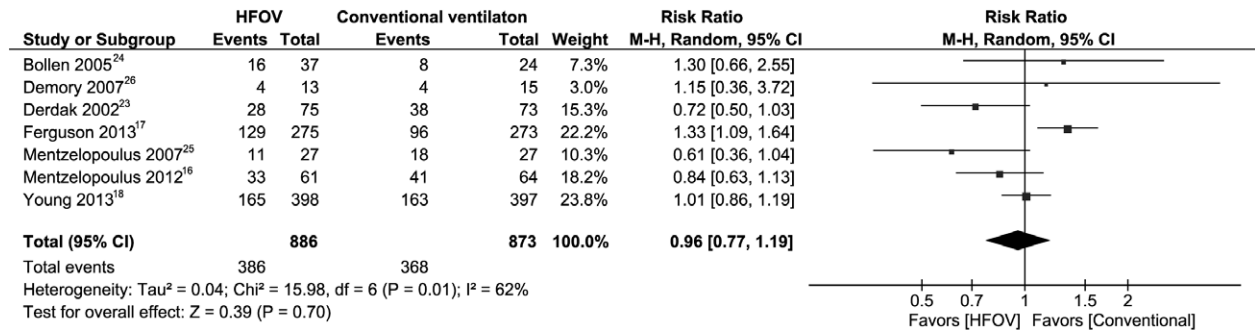 HFOV Conventional ventilaton Risk Ratio Risk Ratio
Study or Subgroup Events Total Events Total Weight M-H, Random, 95% CI M-H, Random, 95% CI
Bollen 2005²⁴ 16 37 8 24 7.3% 1.30 [0.66, 2.55]
Demory 2007²⁶ 4 13 4 15 3.0% 1.15 [0.36, 3.72]
Derdak 2002²³ 28 75 38 73 15.3% 0.72 [0.50, 1.03]
Ferguson 2013¹⁷ 129 275 96 273 22.2% 1.33 [1.09, 1.64]
Mentzelopoulus 2007²⁵ 11 27 18 27 10.3% 0.61 [0.36, 1.04]
Mentzelopoulus 2012¹⁶ 33 61 41 64 18.2% 0.84 [0.63, 1.13]
Young 2013¹⁸ 165 398 163 397 23.8% 1.01 [0.86, 1.19]
Total (95% CI) 886 873 100.0% 0.96 [0.77, 1.19]
Total events 386 368
Heterogeneity: Tau² = 0.04; Chi² = 15.98, df = 6 (P = 0.01); I² = 62%
Test for overall effect: Z = 0.39 (P = 0.70)
0.5 0.7 1 1.5 2
Favors [HFOV] Favors [Conventional]